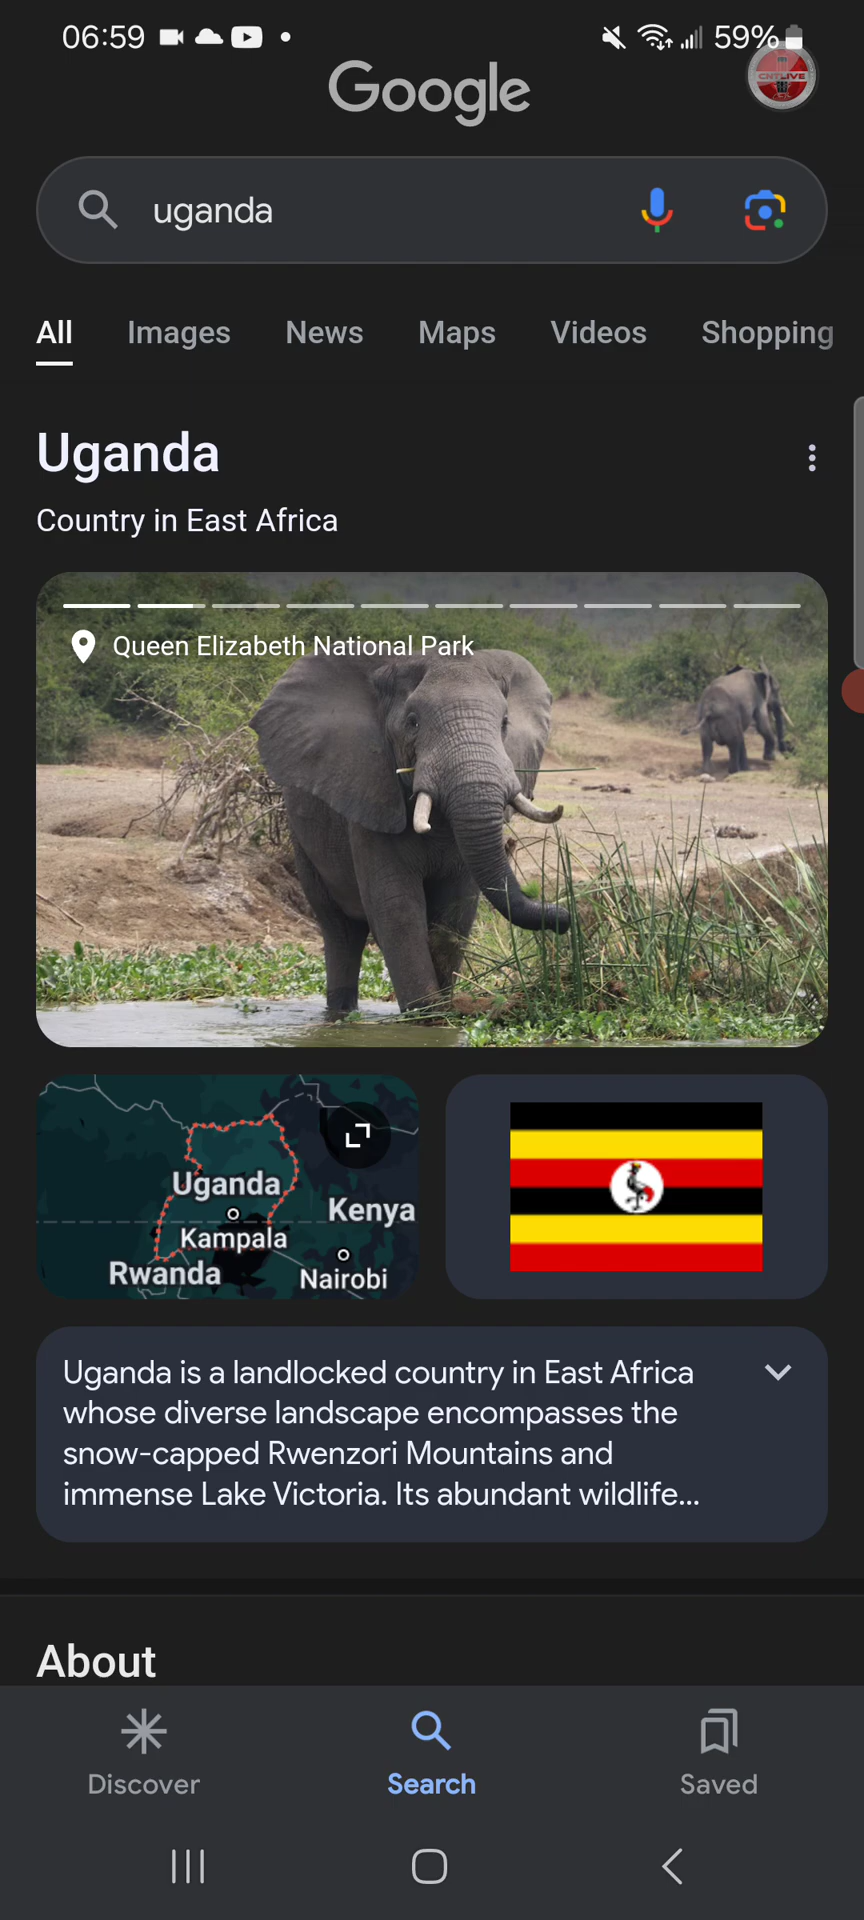 06:59
59%
Google
CNTLIVE
uganda
All Images News Maps Videos Shopping
Uganda
Country in East Africa
Queen Elizabeth National Park
Uganda
Kenya
Kampala
Rwanda
Nairobi
Uganda is a landlocked country in East Africa
whose diverse landscape encompasses the
snow-capped Rwenzori Mountains and
immense Lake Victoria. Its abundant wildlife...
About
Discover Search Saved